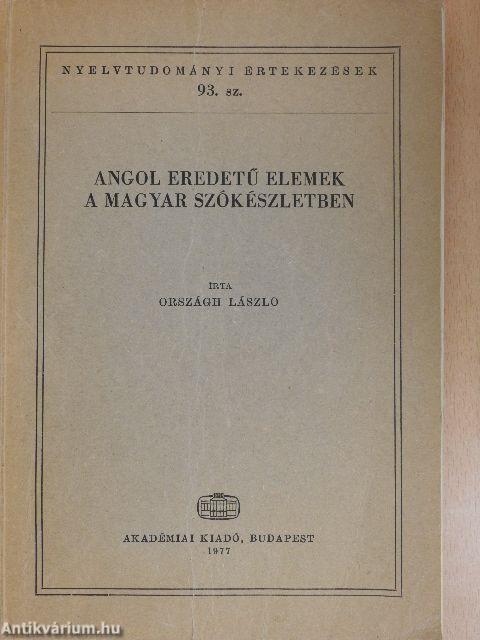 NYELVTUDOMÁNYI ÉRTEKEZÉSEK
93. sz.
ANGOL EREDETŰ ELEMEK
A MAGYAR SZÓKÉSZLETBEN
ÍRTA
ORSZÁGH LÁSZLÓ
AKADÉMIAI KIADÓ, BUDAPEST
1977
Antikvárium.hu